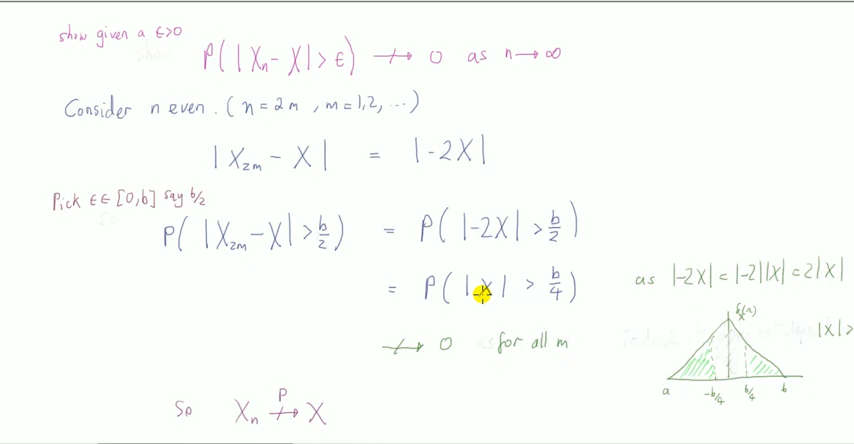 show given a ϵ>0
P( | Xn - X | > ϵ ) ↛ 0 as n → ∞
Consider n even. ( n = 2m , m = 1,2, ... )
| X2m - X | = | -2X |
Pick ϵ ∈ [0,b] say b/2
P( | X2m - X | > b/2 ) = P( | -2X | > b/2 )
= P( | X | > b/4 )
as |-2X| = |-2||X| = 2|X|
fX(x)
|X| >
↛ 0 for all m
a -b/4 b/4 b
So Xn ↛P X